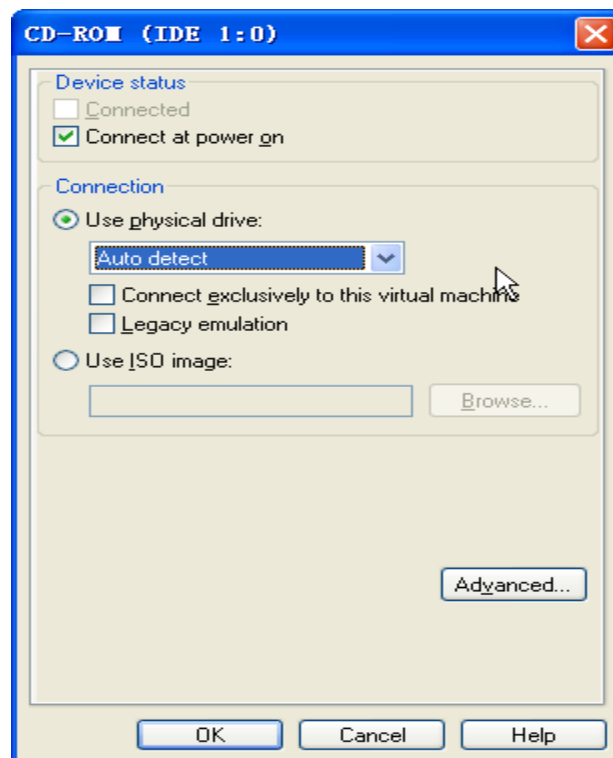 CD-ROM (IDE 1:0)
Device status
Connected
Connect at power on
Connection
Use physical drive:
Auto detect
Connect exclusively to this virtual machine
Legacy emulation
Use ISO image:
Browse...
Advanced...
OK Cancel Help